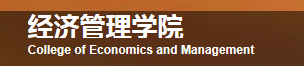 经济管理学院
College of Economics and Management